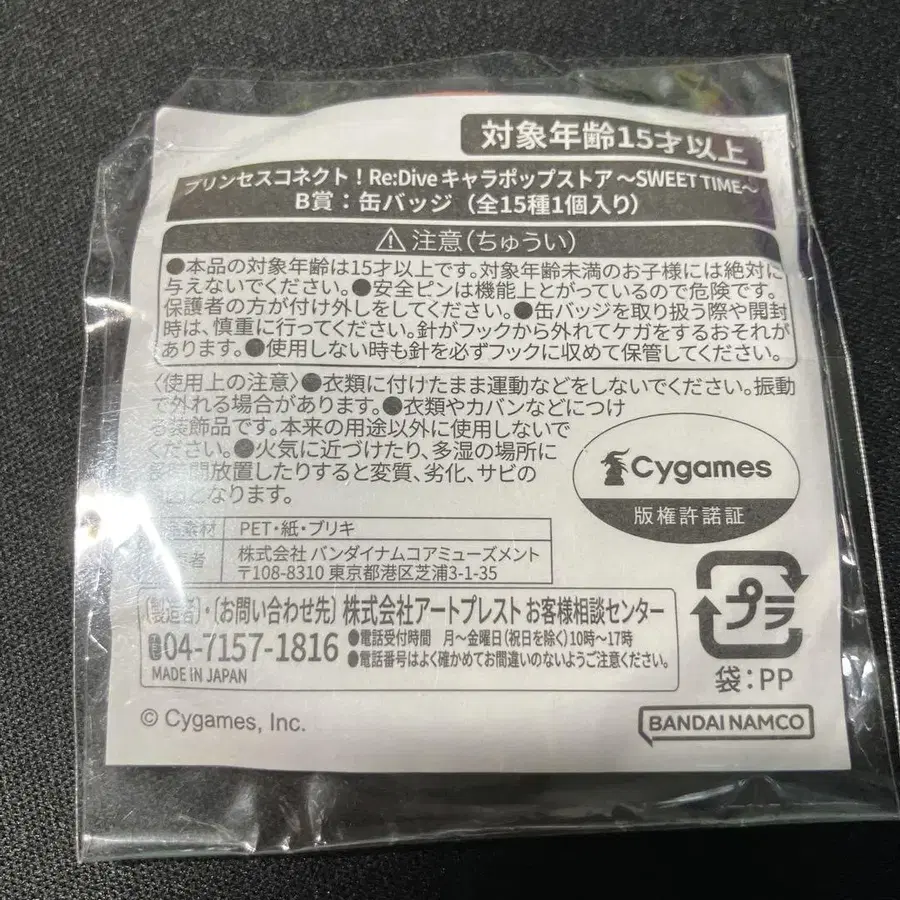 対象年齢15才以上
プリンセスコネクト！Re:Dive キャラポップストア～SWEET TIME～
B賞：缶バッジ（全15種1個入り）
⚠注意（ちゅうい）
●本品の対象年齢は15才以上です。対象年齢未満のお子様には絶対に
与えないでください。●安全ピンは機能上とがっているので危険です。
保護者の方が付け外しをしてください。●缶バッジを取り扱う際や開封
時は、慎重に行ってください。針がフックから外れてケガをするおそれが
あります。●使用しない時も針を必ずフックに収めて保管してください。
〈使用上の注意〉●衣類に付けたまま運動などをしないでください。振動
で外れる場合があります。●衣類やカバンなどにつけ
る装飾品です。本来の用途以外に使用しないで
ください。●火気に近づけたり、多湿の場所に
間放置したりすると変質、劣化、サビの
となります。
素材 PET・紙・ブリキ
者 株式会社 バンダイナムコアミューズメント
〒108-8310 東京都港区芝浦3-1-35
Cygames
版権許諾証
〔製造者〕・〔お問い合わせ先〕株式会社アートプレスト お客様相談センター
04-7157-1816 ●電話受付時間 月～金曜日（祝日を除く）10時～17時
●電話番号はよく確かめてお間違いのないようご注意ください。
MADE IN JAPAN
プラ
袋：PP
© Cygames, Inc.
BANDAI NAMCO